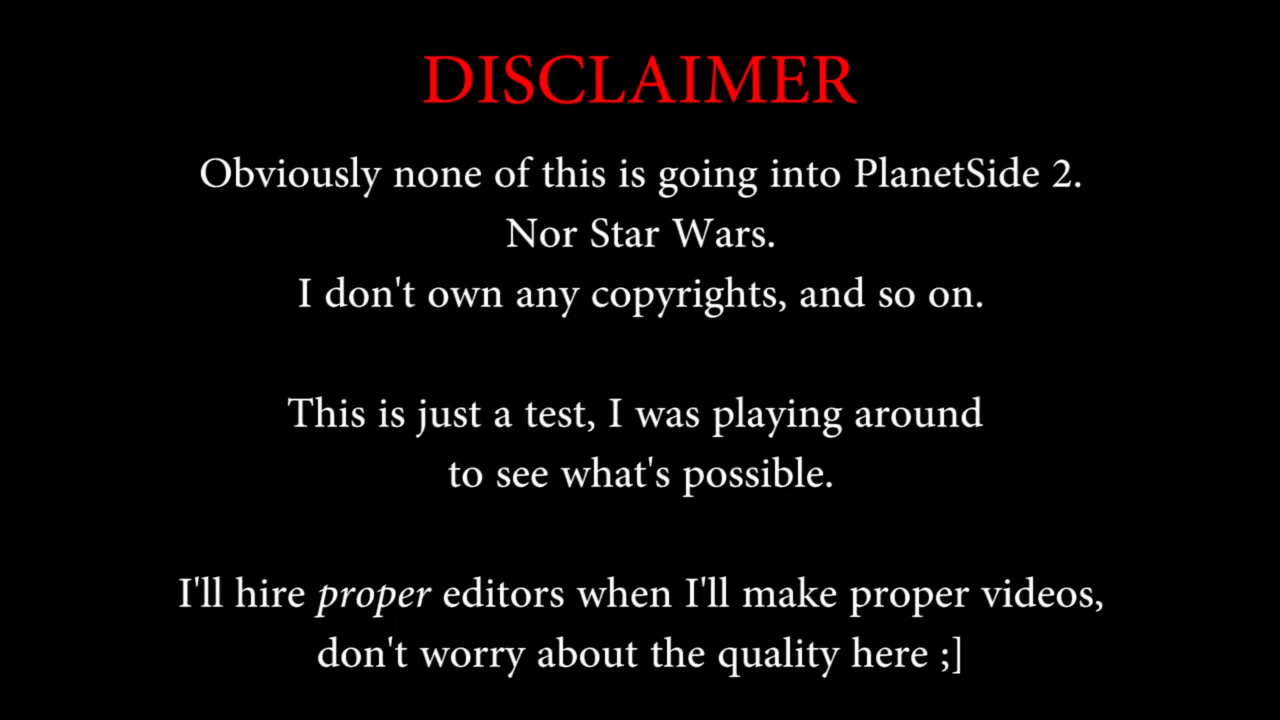 DISCLAIMER
Obviously none of this is going into PlanetSide 2.
Nor Star Wars.
I don't own any copyrights, and so on.
This is just a test, I was playing around
to see what's possible.
I'll hire proper editors when I'll make proper videos,
don't worry about the quality here ;]